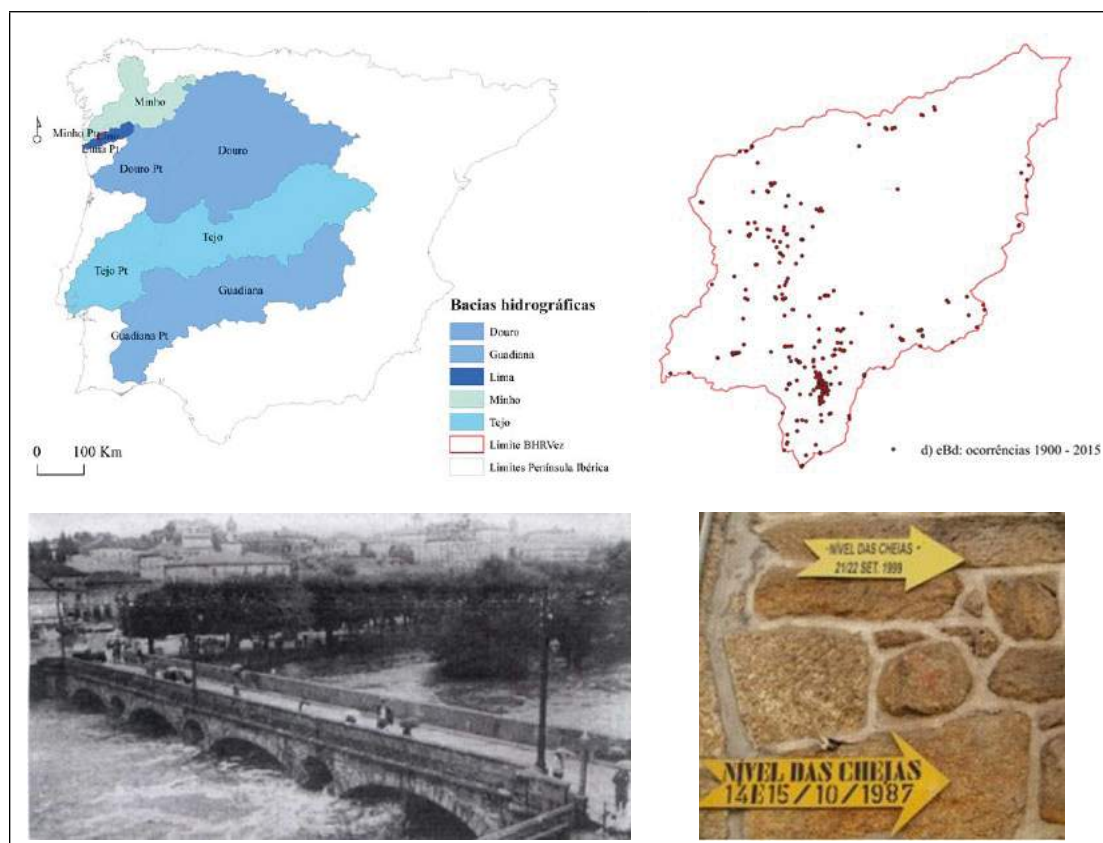 Minho
Minho Pt
Lima Pt
Douro
Douro Pt
Tejo
Tejo Pt
Guadiana
Guadiana Pt
Bacias hidrográficas
Douro
Guadiana
Lima
Minho
Tejo
Limite BHRVez
Limites Península Ibérica
0 100 Km
d) eBd: ocorrências 1900 - 2015
-NÍVEL DAS CHEIAS-
21/22 SET. 1999
NÍVEL DAS CHEIAS
14E15/10/1987